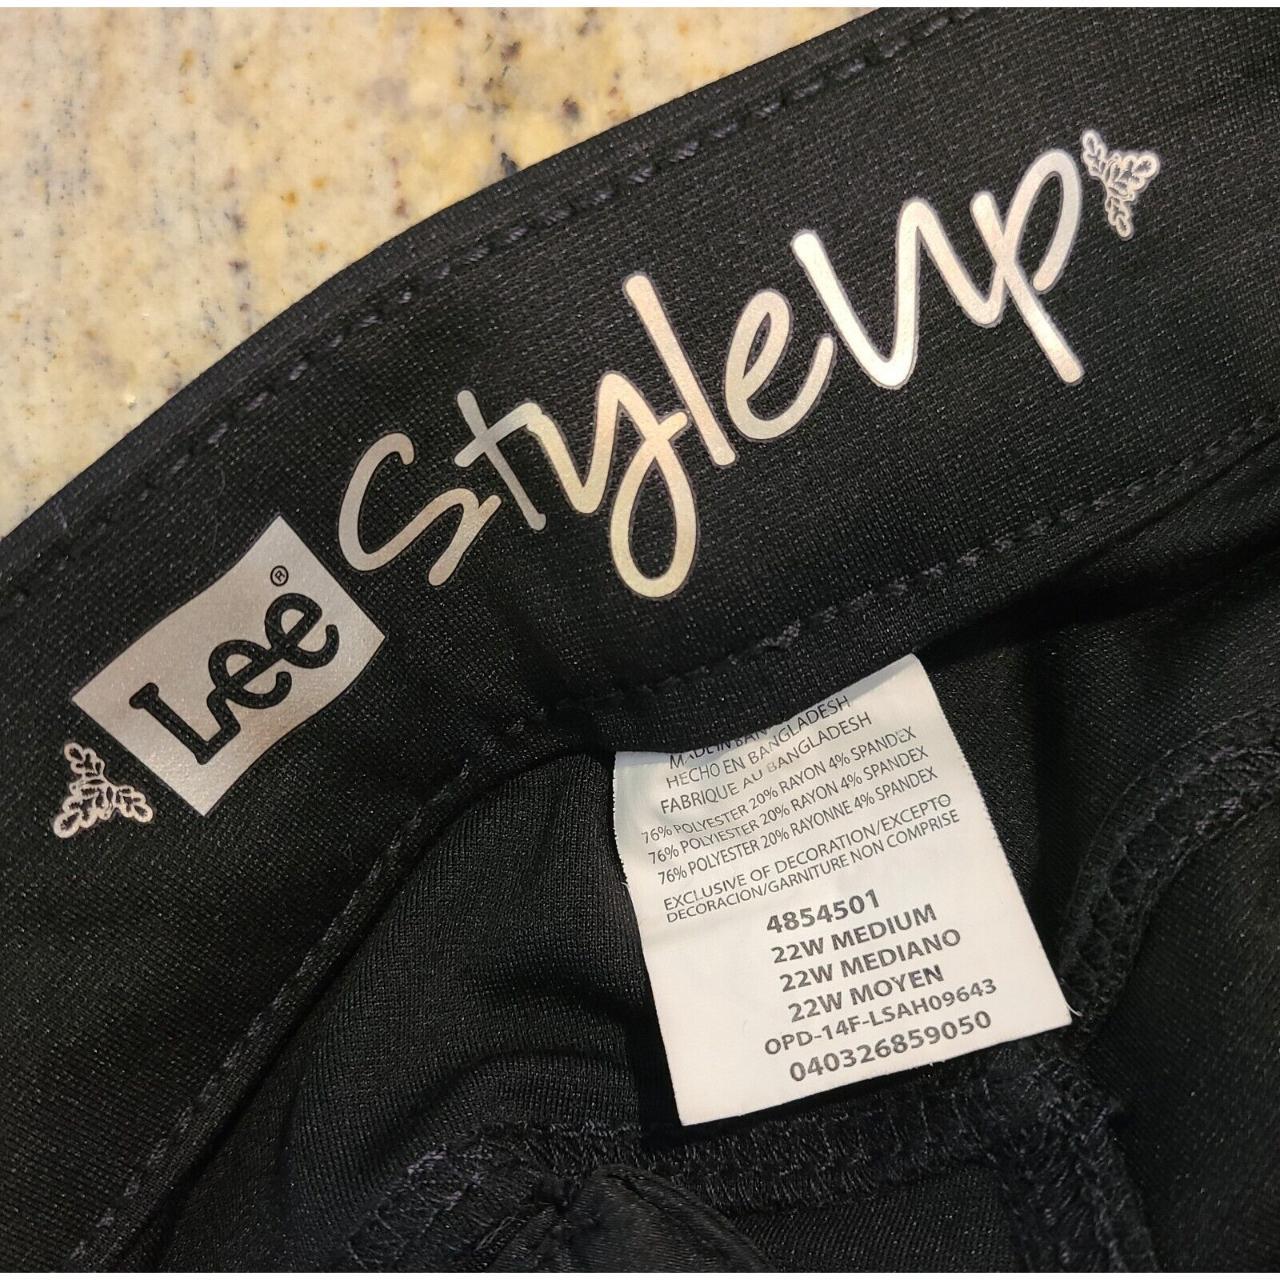 Lee®
StyleUp
MADE IN BANGLADESH
HECHO EN BANGLADESH
FABRIQUE AU BANGLADESH
76% POLYESTER 20% RAYON 4% SPANDEX
76% POLYIESTER 20% RAYON 4% SPANDEX
76% POLYESTER 20% RAYONNE 4% SPANDEX
EXCLUSIVE OF DECORATION/EXCEPTO
DECORACION/GARNITURE NON COMPRISE
4854501
22W MEDIUM
22W MEDIANO
22W MOYEN
OPD-14F-LSAH09643
040326859050